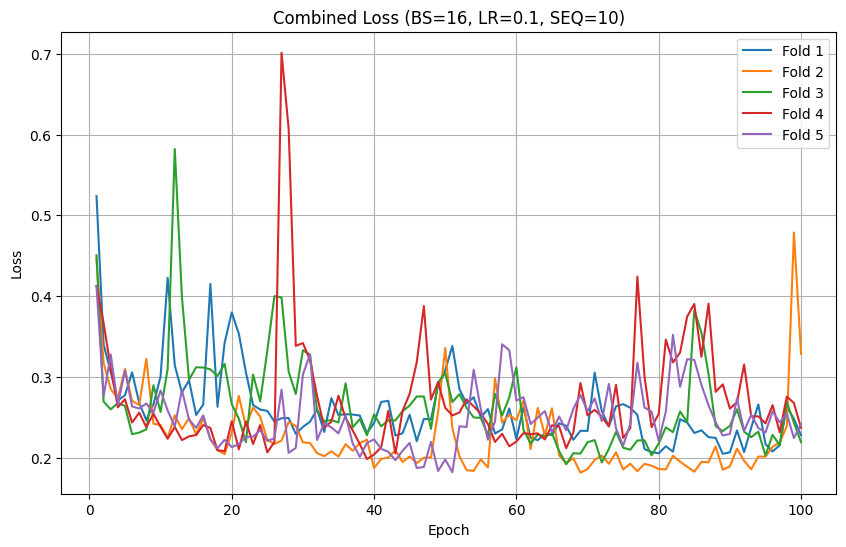 Combined Loss (BS=16, LR=0.1, SEQ=10)
Fold 1
Fold 2
Fold 3
Fold 4
Fold 5
Loss
0.7
0.6
0.5
0.4
0.3
0.2
0
20
40
60
80
100
Epoch